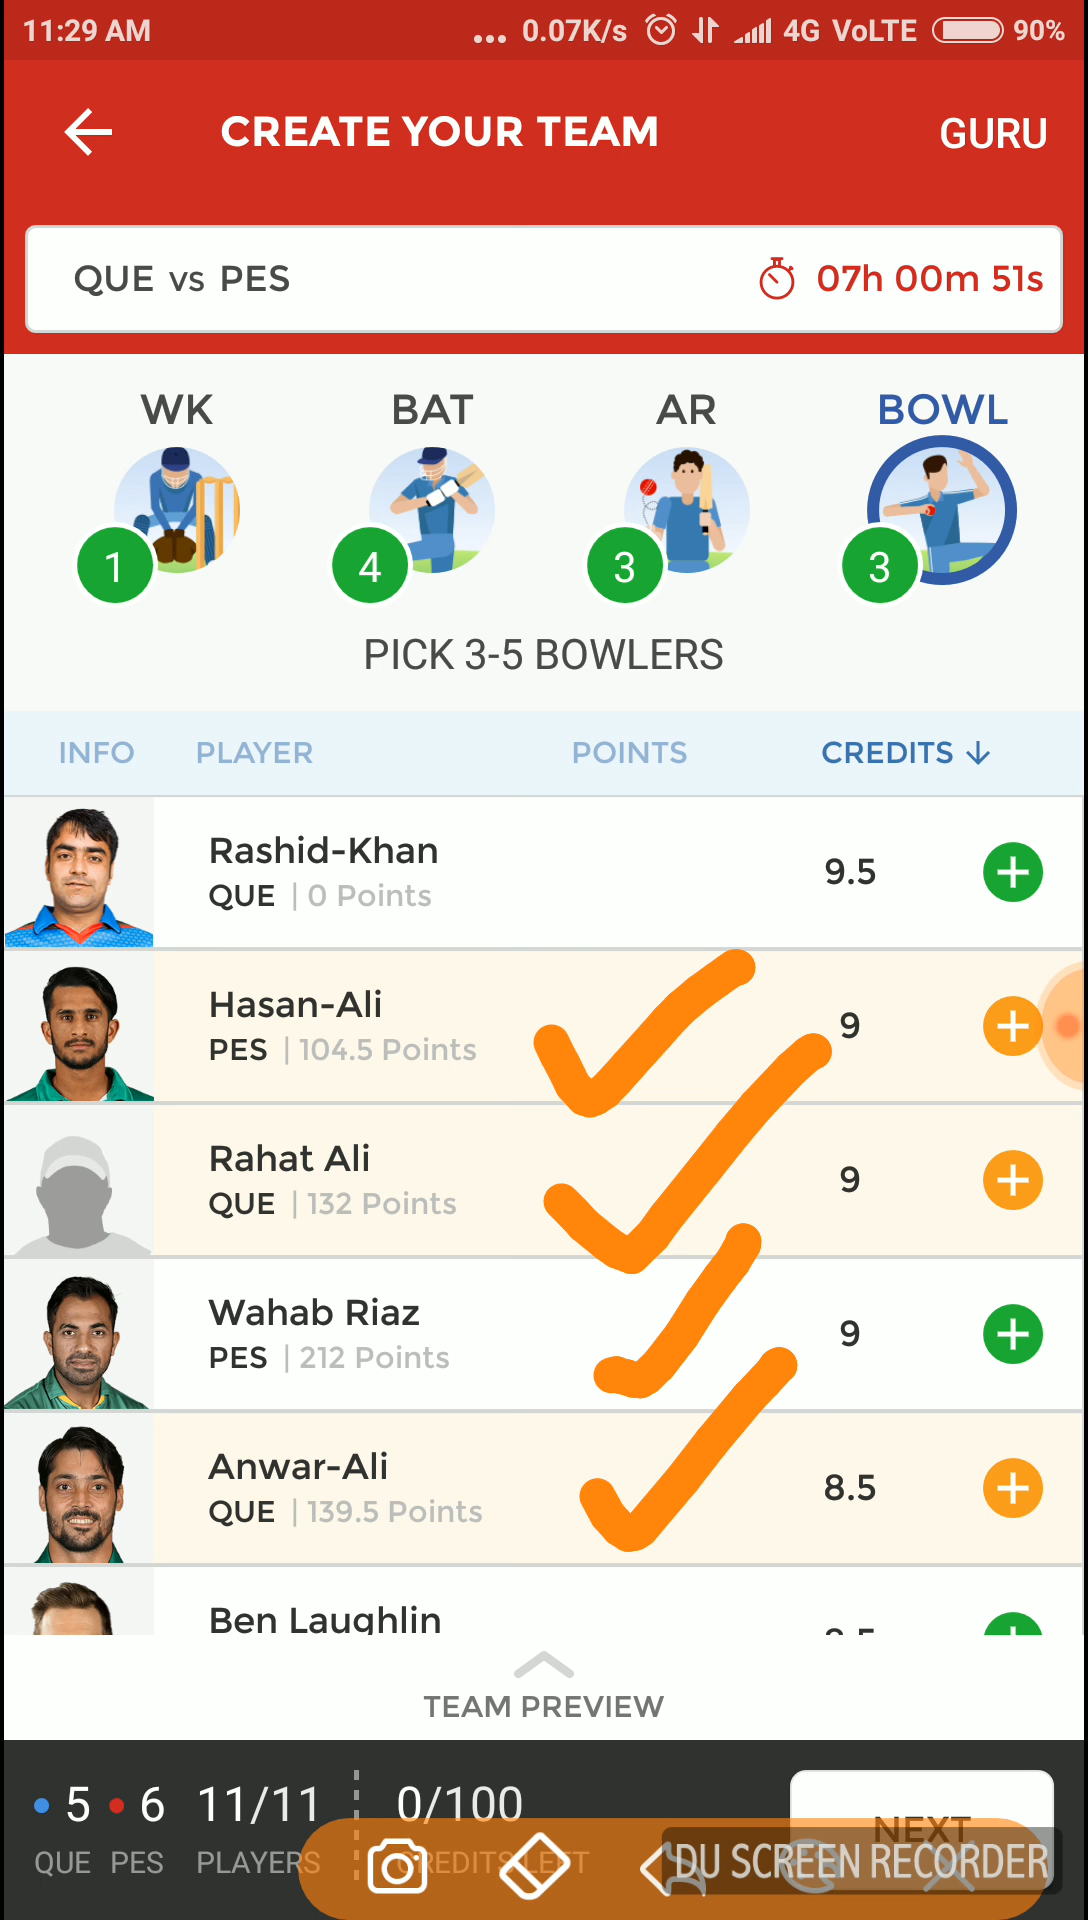 11:29 AM ... 0.07K/s 4G VoLTE 90%
CREATE YOUR TEAM GURU
QUE vs PES 07h 00m 51s
WK BAT AR BOWL
1 4 3 3
PICK 3-5 BOWLERS
INFO PLAYER POINTS CREDITS ↓
Rashid-Khan
QUE | 0 Points 9.5 +
Hasan-Ali
PES | 104.5 Points 9 +
Rahat Ali
QUE | 132 Points 9 +
Wahab Riaz
PES | 212 Points 9 +
Anwar-Ali
QUE | 139.5 Points 8.5 +
Ben Laughlin
TEAM PREVIEW
5 6 11/11 0/100 NEXT
QUE PES PLAYERS CREDITS LEFT
DU SCREEN RECORDER